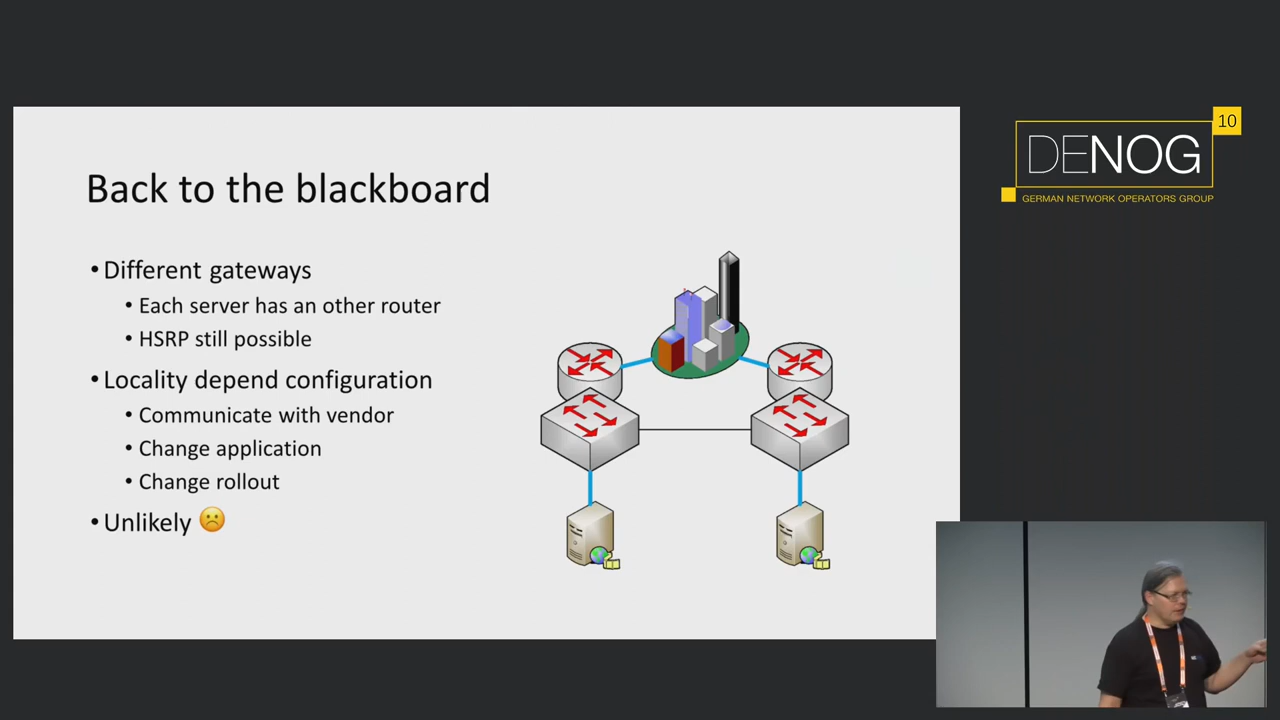 Back to the blackboard
•Different gateways
• Each server has an other router
• HSRP still possible
•Locality depend configuration
• Communicate with vendor
• Change application
• Change rollout
•Unlikely ☹️
10
DENOG
GERMAN NETWORK OPERATORS GROUP